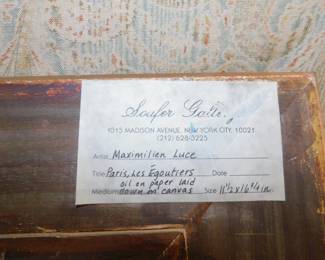 Soufer Gallery
1015 MADISON AVENUE, NEW YORK CITY, 10021
(212) 628-3225
Artist Maximilien Luce
Title Paris, Les Egoutiers Date
oil on paper laid
Medium down on canvas Size 11 1/2 x 16 3/4 in.